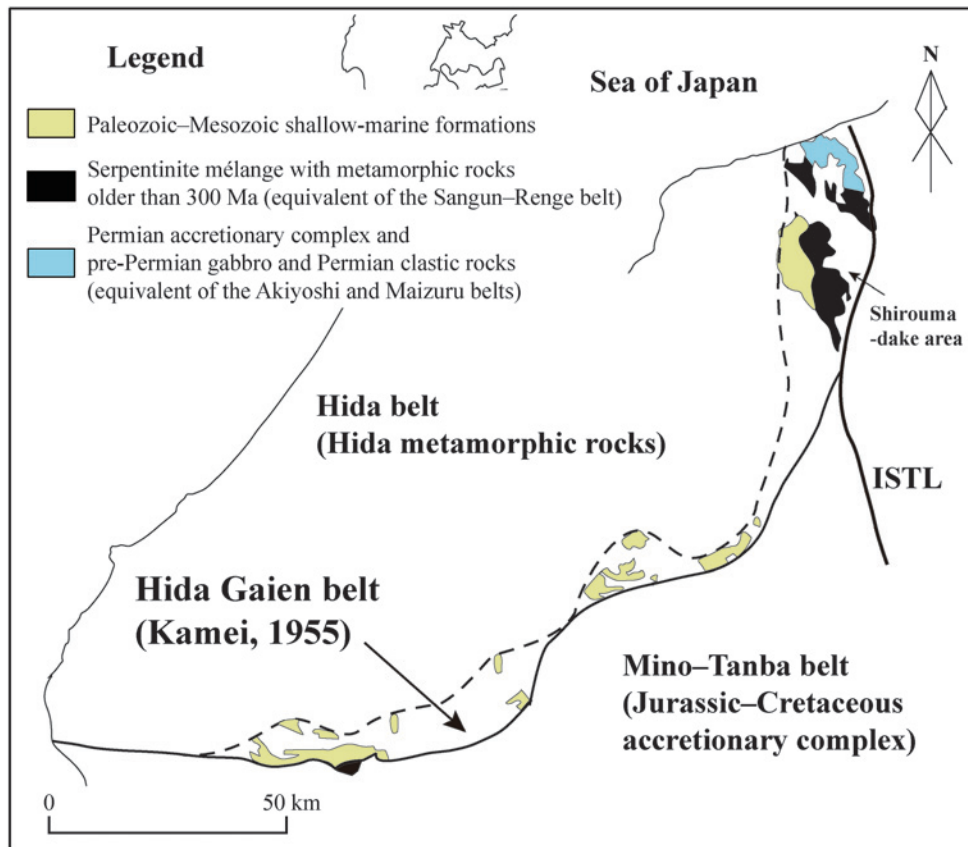 Legend
Sea of Japan
N
Paleozoic–Mesozoic shallow-marine formations
Serpentinite mélange with metamorphic rocks
older than 300 Ma (equivalent of the Sangun–Renge belt)
Permian accretionary complex and
pre-Permian gabbro and Permian clastic rocks
(equivalent of the Akiyoshi and Maizuru belts)
Shirouma
-dake area
Hida belt
(Hida metamorphic rocks)
ISTL
Hida Gaien belt
(Kamei, 1955)
Mino–Tanba belt
(Jurassic–Cretaceous
accretionary complex)
0
50 km